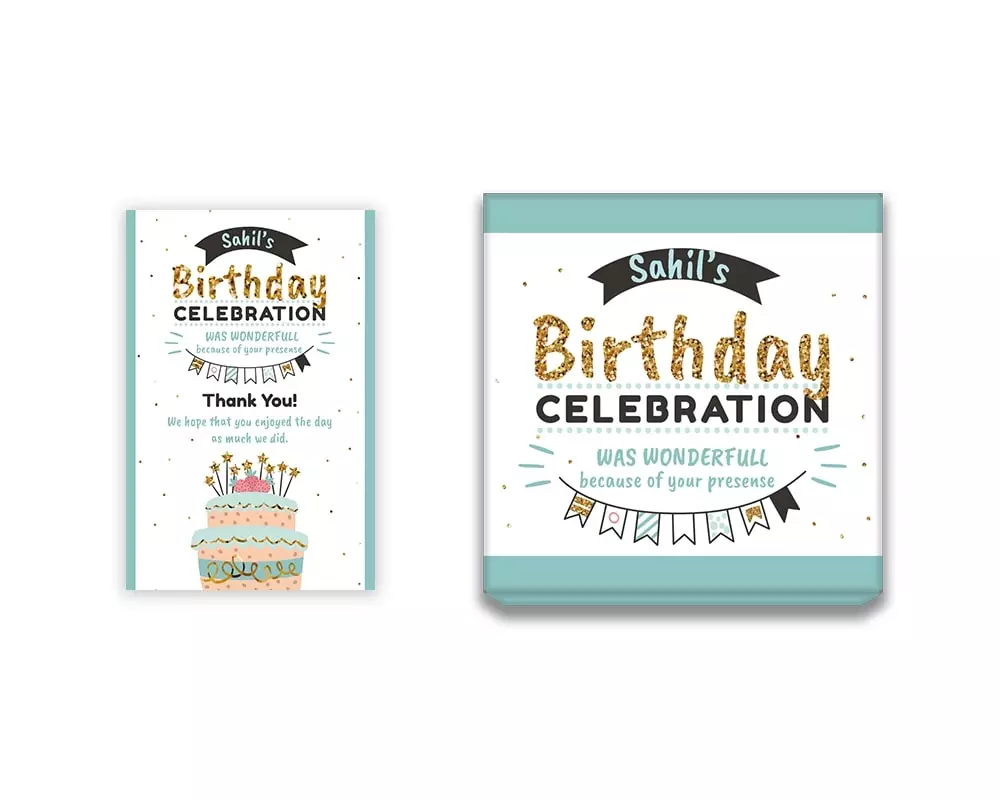 Sahil's
Birthday
CELEBRATION
WAS WONDERFULL
because of your presense
Thank You!
We hope that you enjoyed the day
as much we did.
Sahil's
Birthday
CELEBRATION
WAS WONDERFULL
because of your presense